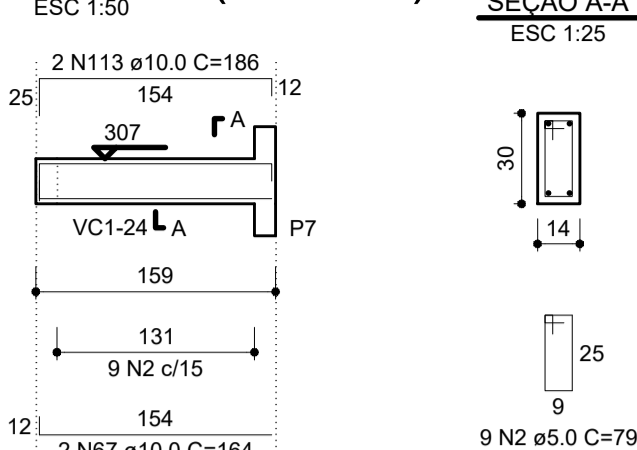 ESC 1:50
SEÇÃO A-A
ESC 1:25
2 N113 ø10.0 C=186
25
154
12
A
307
30
VC1-24
A
P7
14
159
131
9 N2 c/15
25
9
12
154
9 N2 ø5.0 C=79
2 N67 ø10.0 C=164